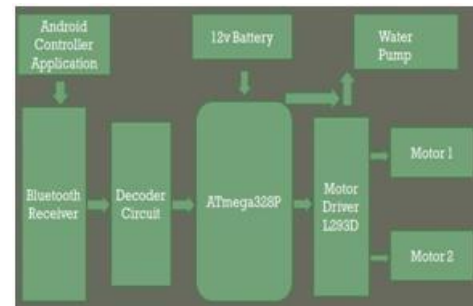 Android
Controller
Application
12v Battery
Water
Pump
Bluetooth
Receiver
Decoder
Circuit
ATmega328P
Motor
Driver
L293D
Motor 1
Motor 2